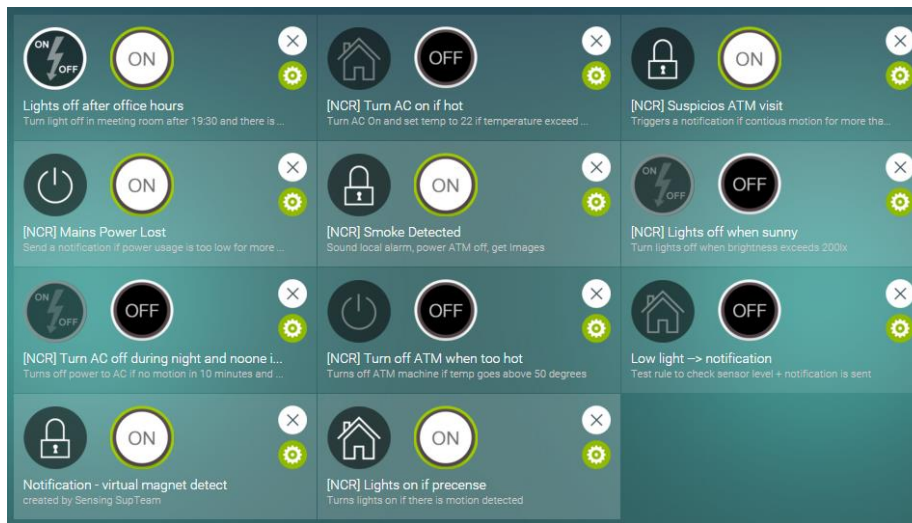 ON OFF
ON
Lights off after office hours
Turn light off in meeting room after 19:30 and there is ...
OFF
[NCR] Turn AC on if hot
Turn AC On and set temp to 22 if temperature exceed ...
ON
[NCR] Suspicios ATM visit
Triggers a notification if contious motion for more tha...
ON
[NCR] Mains Power Lost
Send a notification if power usage is too low for more ...
ON
[NCR] Smoke Detected
Sound local alarm, power ATM off, get Images
ON OFF
OFF
[NCR] Lights off when sunny
Turn lights off when brightness exceeds 200lx
ON OFF
OFF
[NCR] Turn AC off during night and noone i...
Turns off power to AC if no motion in 10 minutes and ...
OFF
[NCR] Turn off ATM when too hot
Turns off ATM machine if temp goes above 50 degrees
OFF
Low light —> notification
Test rule to check sensor level + notification is sent
ON
Notification - virtual magnet detect
created by Sensing SupTeam
ON
[NCR] Lights on if precense
Turns lights on if there is motion detected